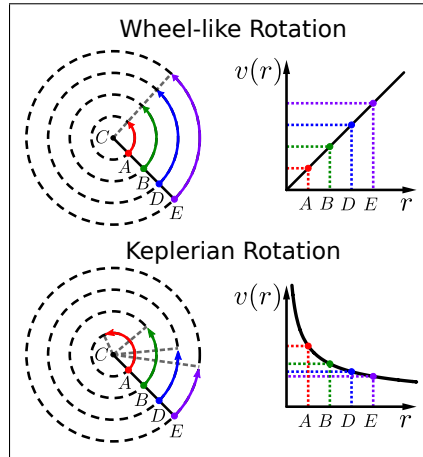 Wheel-like Rotation
v(r)
C
A
B
D
E
A B D E r
Keplerian Rotation
v(r)
C
A
B
D
E
A B D E r